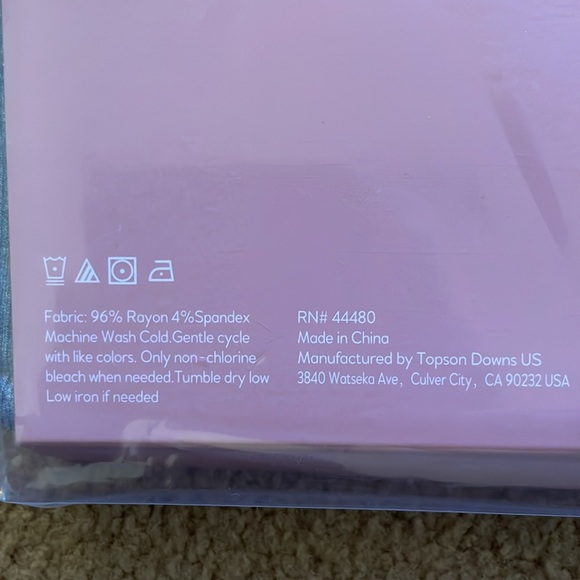 Fabric: 96% Rayon 4%Spandex
Machine Wash Cold.Gentle cycle
with like colors. Only non-chlorine
bleach when needed.Tumble dry low
Low iron if needed
RN# 44480
Made in China
Manufactured by Topson Downs US
3840 Watseka Ave, Culver City, CA 90232 USA